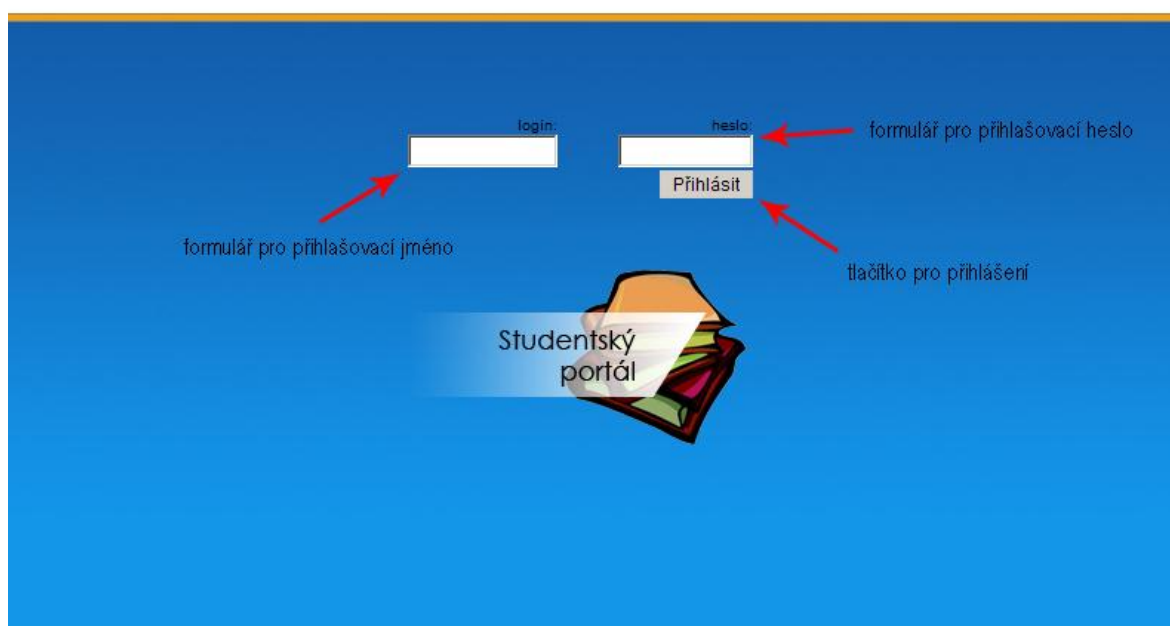 login:
heslo:
formulář pro přihlašovací heslo
Přihlásit
formulář pro přihlašovací jméno
tlačítko pro přihlášení
Studentský
portál